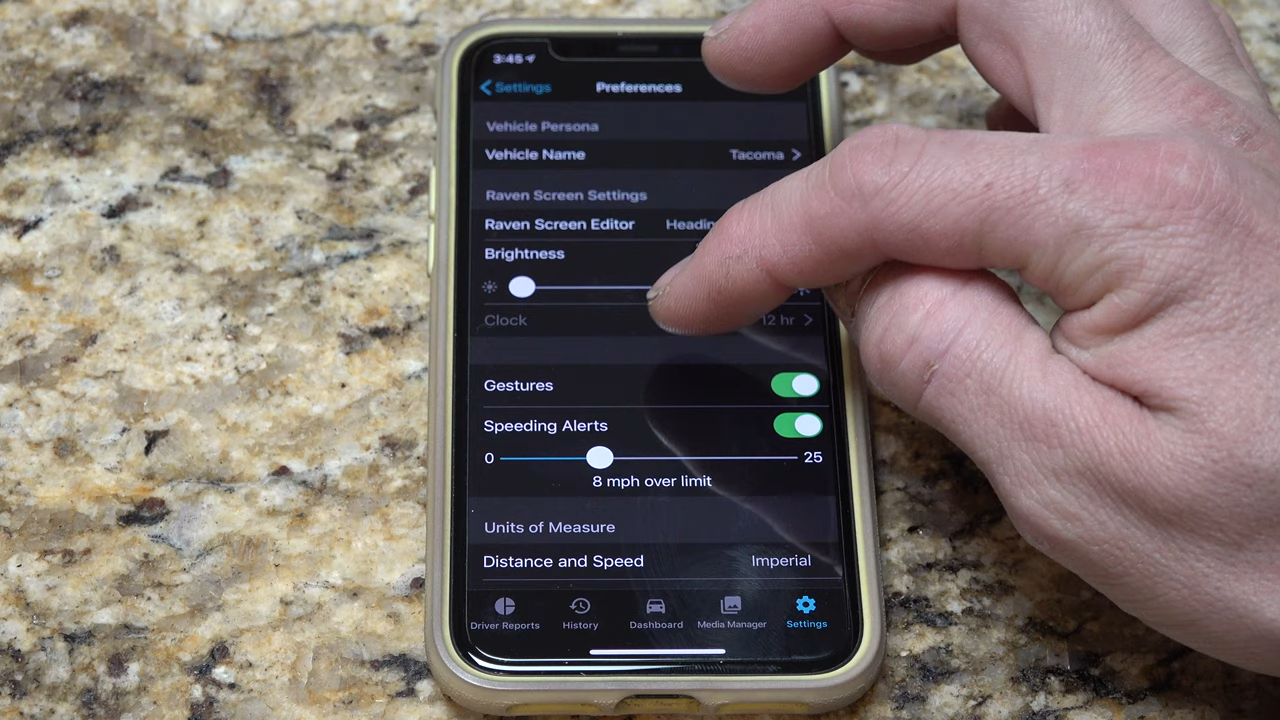 3:45
Settings Preferences
Vehicle Persona
Vehicle Name Tacoma
Raven Screen Settings
Raven Screen Editor
Brightness
Clock 12 hr
Gestures
Speeding Alerts
0 25
8 mph over limit
Units of Measure
Distance and Speed Imperial
Driver Reports History Dashboard Media Manager Settings